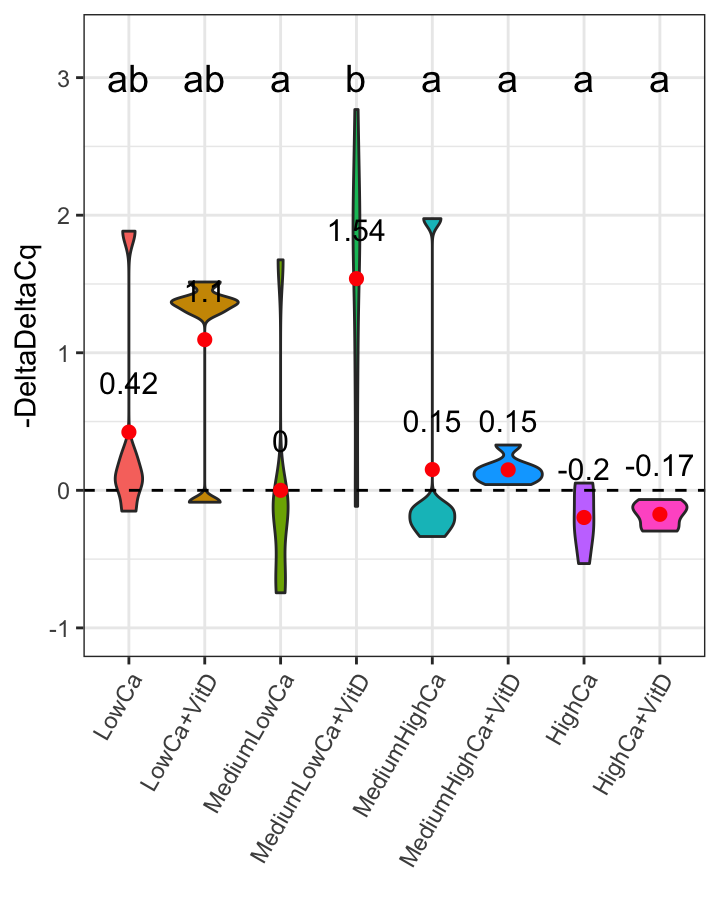 -DeltaDeltaCq
3
2
1
0
-1
ab ab a b a a a a
0.42
1.1
0
1.54
0.15
0.15
-0.2
-0.17
LowCa
LowCa+VitD
MediumLowCa
MediumLowCa+VitD
MediumHighCa
MediumHighCa+VitD
HighCa
HighCa+VitD